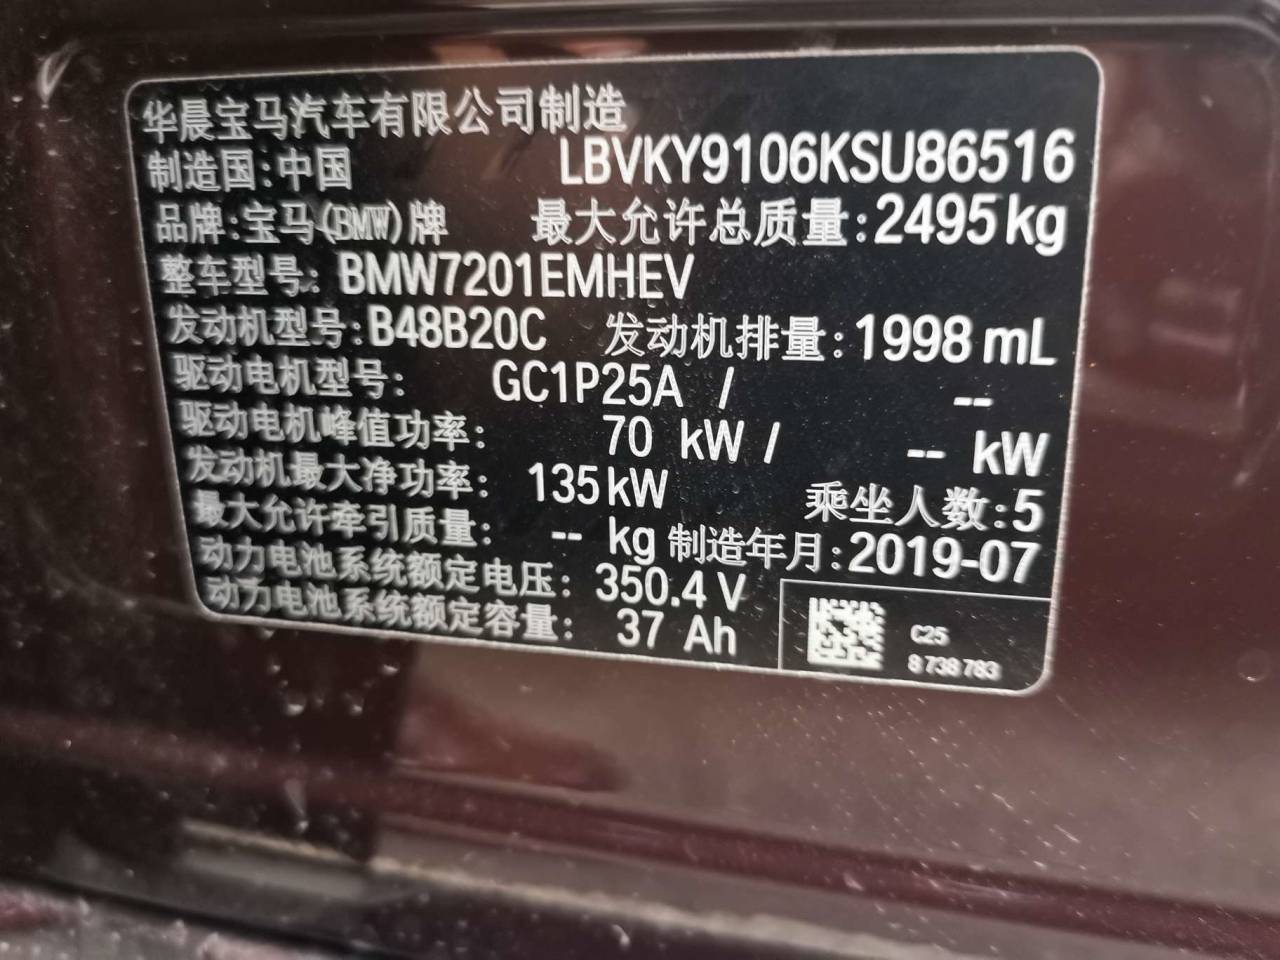 华晨宝马汽车有限公司制造
制造国:中国 LBVKY9106KSU86516
品牌:宝马(BMW)牌 最大允许总质量:2495kg
整车型号: BMW7201EMHEV
发动机型号:B48B20C 发动机排量:1998 mL
驱动电机型号: GC1P25A / --
驱动电机峰值功率: 70 kW / -- kW
发动机最大净功率: 135kW 乘坐人数:5
最大允许牵引质量: -- kg 制造年月:2019-07
动力电池系统额定电压: 350.4 V
动力电池系统额定容量: 37 Ah
C25
8 738 783